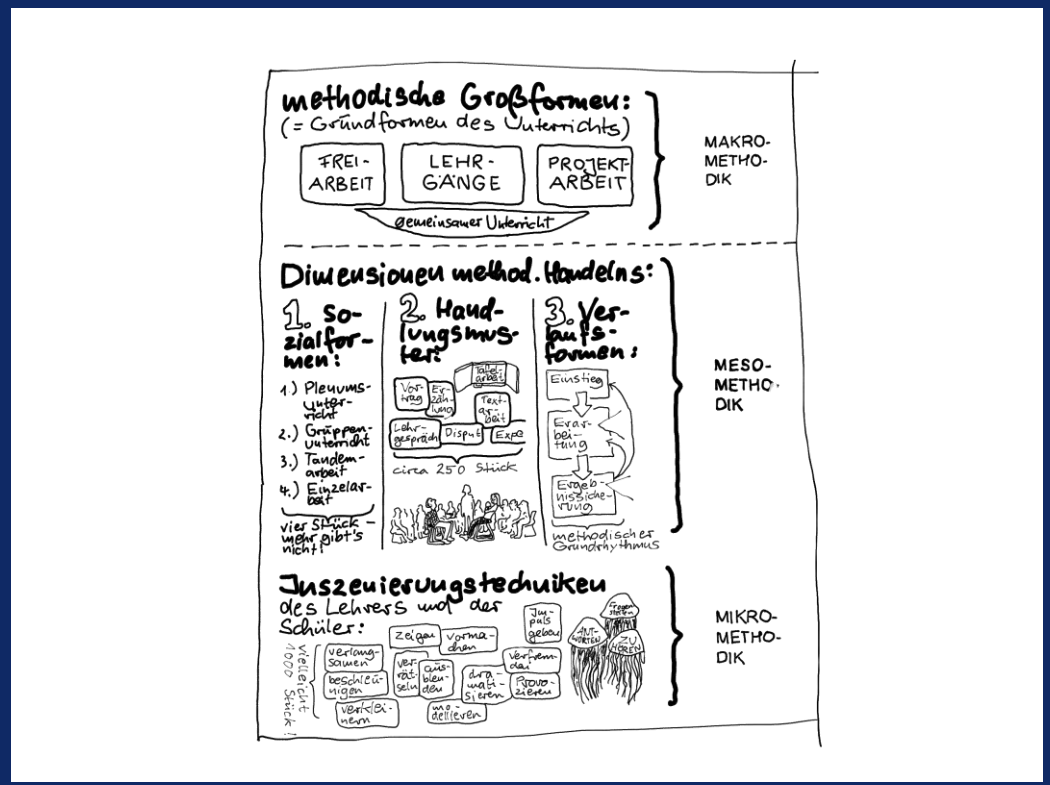 methodische Großformen:
(= Grundformen des Unterrichts)
FREI-
ARBEIT
LEHR-
GÄNGE
PROJEKT-
ARBEIT
gemeinsamer Unterricht
MAKRO-
METHO-
DIK
Dimensionen method. Handelns:
1. So-
zialfor-
men:
1.) Plenums-
unter-
richt
2.) Gruppen-
unterricht
3.) Tandem-
arbeit
4.) Einzelar-
beit
vier Stück –
mehr gibt's
nicht!
2. Hand-
lungsmus-
ter:
Tafel-
arbeit
Vor-
trag
Er-
zäh-
lung
Text-
ar-
beit
Lehr-
gespräch
Disput
Expe
circa 250 Stück
3. Ver-
laufs-
formen:
Einstieg
Erar-
bei-
tung
Ergeb-
nissiche-
rung
methodischer
Grundrhythmus
MESO-
METHO-
DIK
Inszenierungstechniken
des Lehrers und der
Schüler:
vielleicht
1000 Stück!
verlang-
samen
beschleu-
nigen
verklei-
nern
zeigen
vorma-
chen
ver-
rät-
seln
aus-
blen-
den
mo-
dellieren
dra-
mati-
sieren
Im-
puls
geben
verfrem-
den
Provo-
zieren
Fragen
stellen
ANT-
WORTEN
ZU
HÖREN
MIKRO-
METHO-
DIK